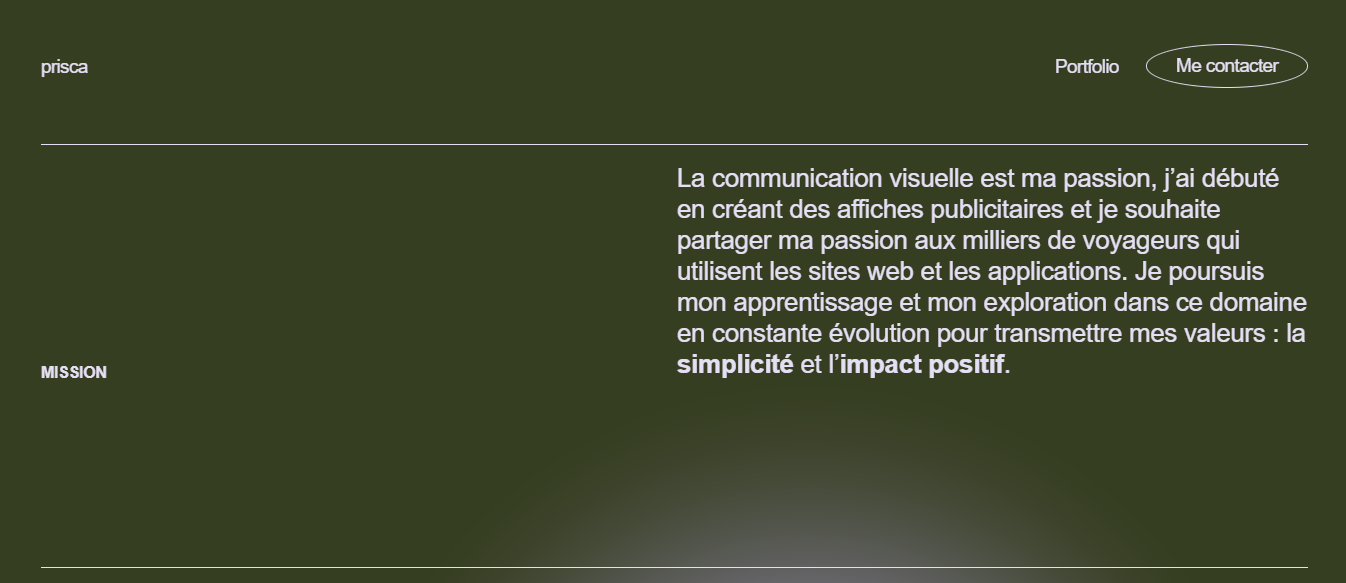 prisca
Portfolio
Me contacter
La communication visuelle est ma passion, j’ai débuté
en créant des affiches publicitaires et je souhaite
partager ma passion aux milliers de voyageurs qui
utilisent les sites web et les applications. Je poursuis
mon apprentissage et mon exploration dans ce domaine
en constante évolution pour transmettre mes valeurs : la
simplicité et l’impact positif.
MISSION